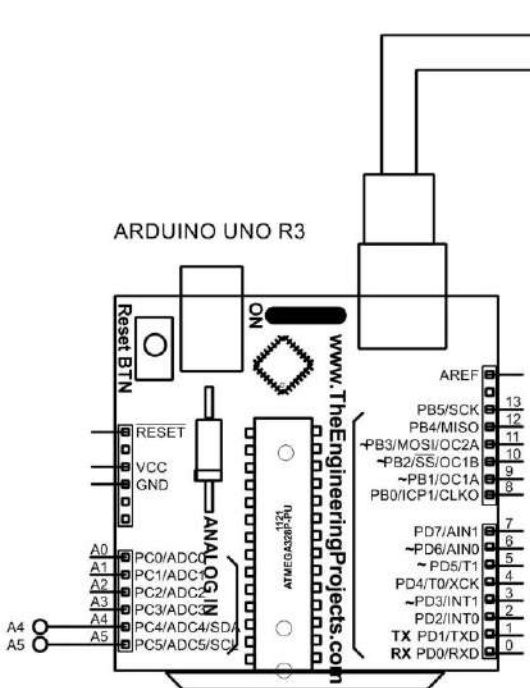 ARDUINO UNO R3
Reset BTN
ON
www.TheEngineeringProjects.com
1121
ATMEGA328P-PU
ANALOG IN
RESET
VCC
GND
A0 PC0/ADC0
A1 PC1/ADC1
A2 PC2/ADC2
A3 PC3/ADC3
A4 A4 PC4/ADC4/SDA
A5 A5 PC5/ADC5/SCL
AREF
PB5/SCK 13
PB4/MISO 12
~PB3/MOSI/OC2A 11
~PB2/SS/OC1B 10
~PB1/OC1A 9
PB0/ICP1/CLKO 8
PD7/AIN1 7
~PD6/AIN0 6
~PD5/T1 5
PD4/T0/XCK 4
~PD3/INT1 3
PD2/INT0 2
TX PD1/TXD 1
RX PD0/RXD 0